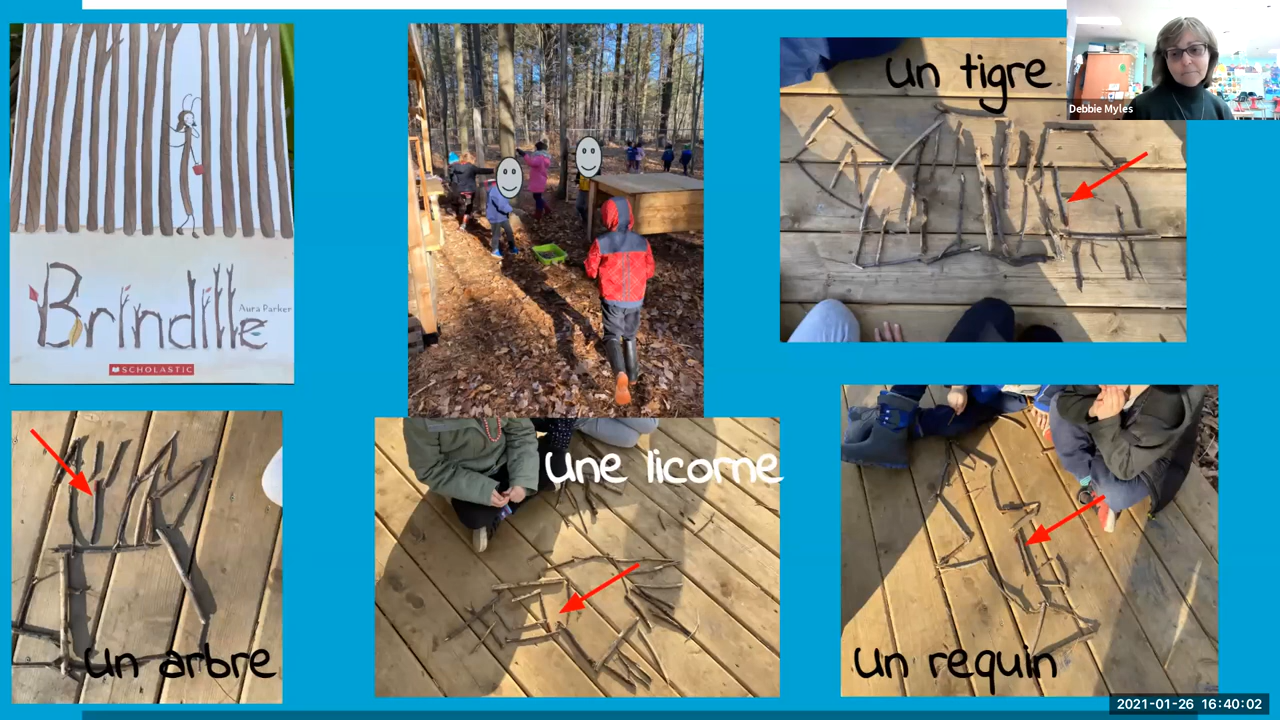 un tigre
Debbie Myles
Brindille
Aura Parker
SCHOLASTIC
une licorne
un arbre
un requin
2021-01-26 16:40:02